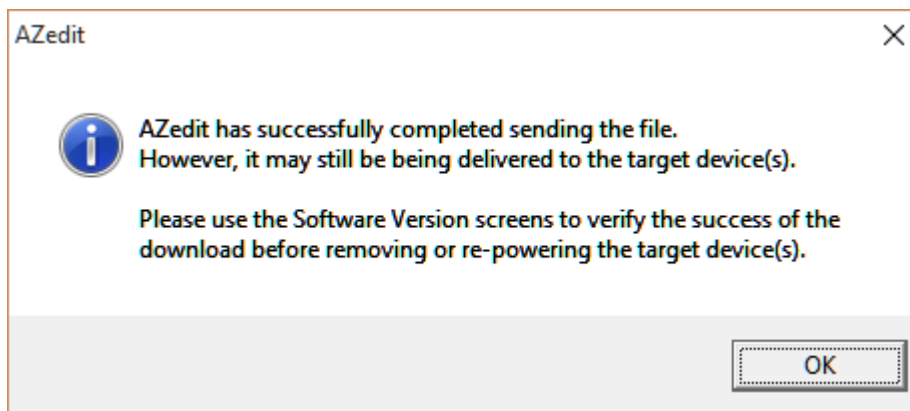 AZedit
AZedit has successfully completed sending the file.
However, it may still be being delivered to the target device(s).
Please use the Software Version screens to verify the success of the
download before removing or re-powering the target device(s).
OK